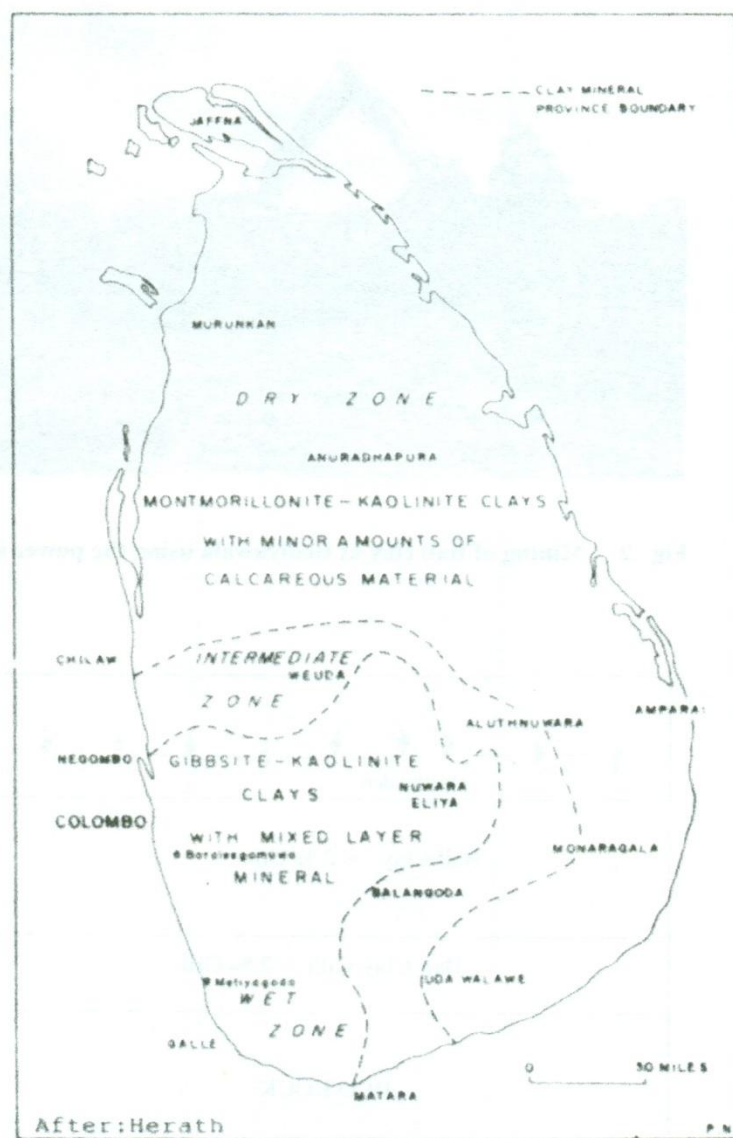 CLAY MINERAL
PROVINCE BOUNDARY
JAFFNA
MURUNKAN
DRY ZONE
ANURADHAPURA
MONTMORILLONITE-KAOLINITE CLAYS
WITH MINOR AMOUNTS OF
CALCAREOUS MATERIAL
CHILAW
INTERMEDIATE
WEUDA
ZONE
ALUTHNUWARA
AMPARAI
NEGOMBO
GIBBSITE-KAOLINITE
CLAYS
NUWARA
ELIYA
COLOMBO
WITH MIXED LAYER
Boralesgamuwa
MINERAL
MONARAGALA
BALANGODA
Metiyagoda
UDA WALAWE
WET
ZONE
GALLE
0 50 MILES
MATARA
After:Herath
P N